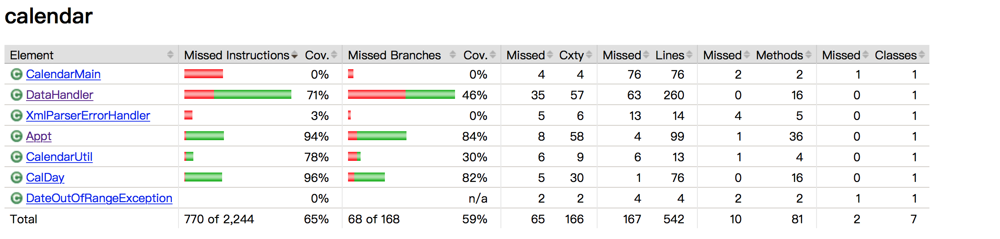 calendar
Element Missed Instructions Cov. Missed Branches Cov. Missed Cxty Missed Lines Missed Methods Missed Classes
C CalendarMain 0% 0% 4 4 76 76 2 2 1 1
C DataHandler 71% 46% 35 57 63 260 0 16 0 1
C XmlParserErrorHandler 3% 0% 5 6 13 14 4 5 0 1
C Appt 94% 84% 8 58 4 99 1 36 0 1
C CalendarUtil 78% 30% 6 9 6 13 1 4 0 1
C CalDay 96% 82% 5 30 1 76 0 16 0 1
C DateOutOfRangeException 0% n/a 2 2 4 4 2 2 1 1
Total 770 of 2,244 65% 68 of 168 59% 65 166 167 542 10 81 2 7